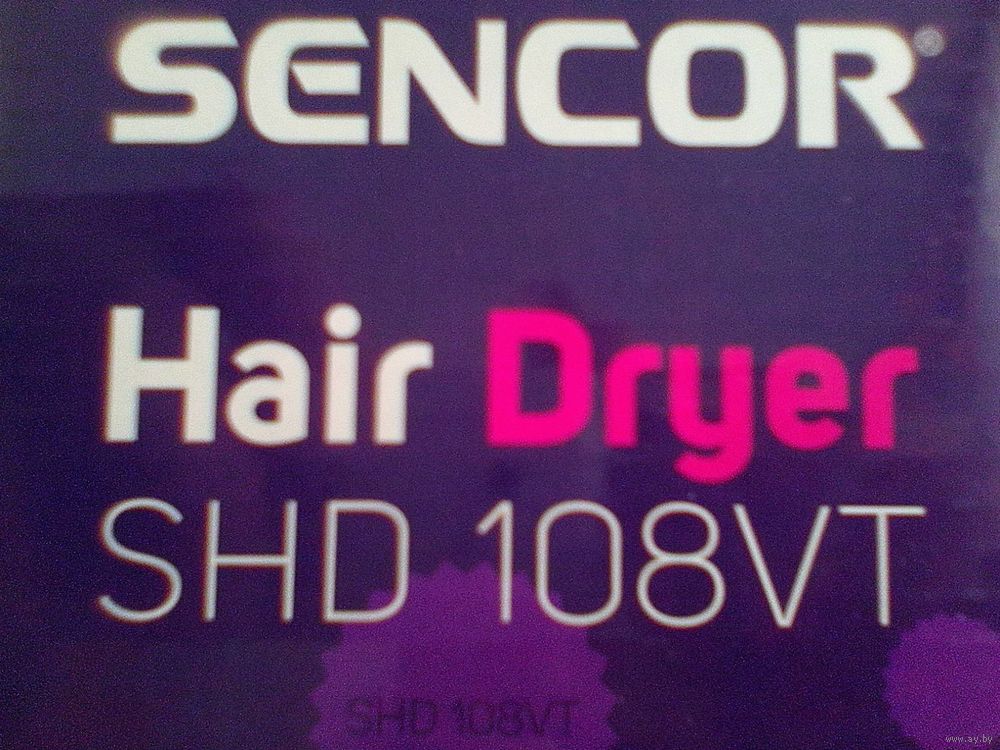 SENCOR®
Hair Dryer
SHD 108VT
SHD 108VT
www.ay.by